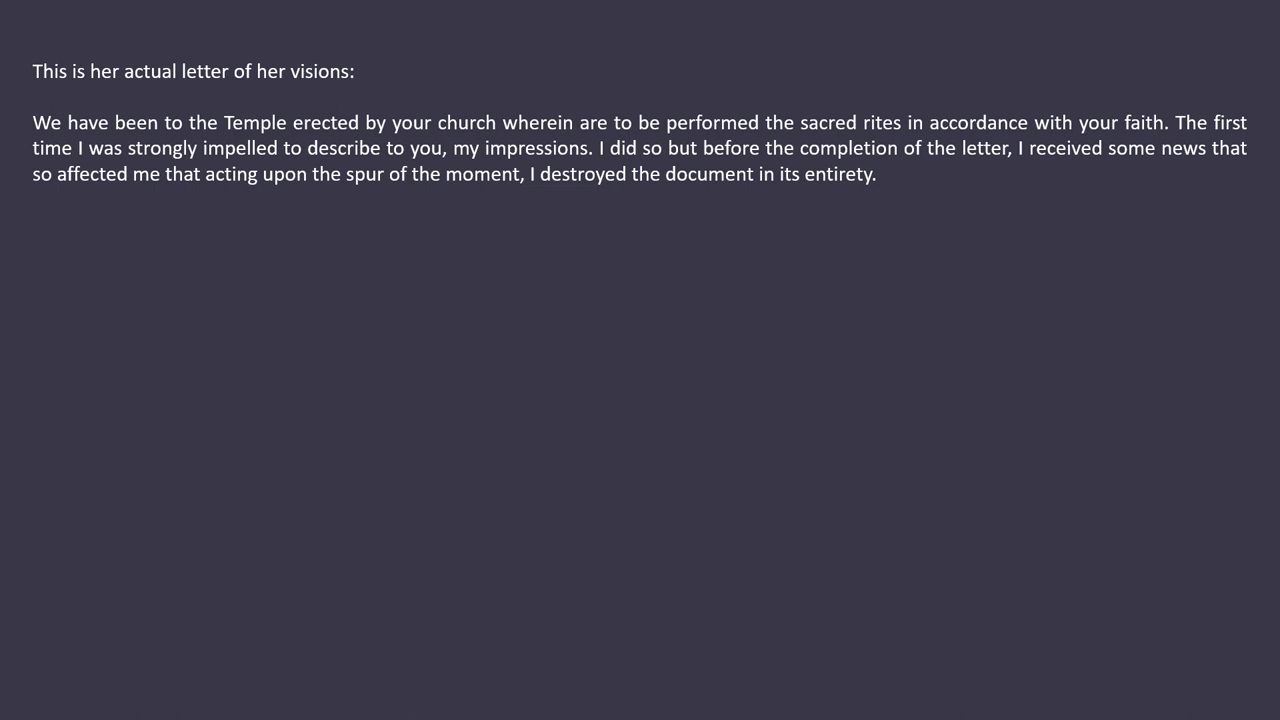 This is her actual letter of her visions:
We have been to the Temple erected by your church wherein are to be performed the sacred rites in accordance with your faith. The first
time I was strongly impelled to describe to you, my impressions. I did so but before the completion of the letter, I received some news that
so affected me that acting upon the spur of the moment, I destroyed the document in its entirety.